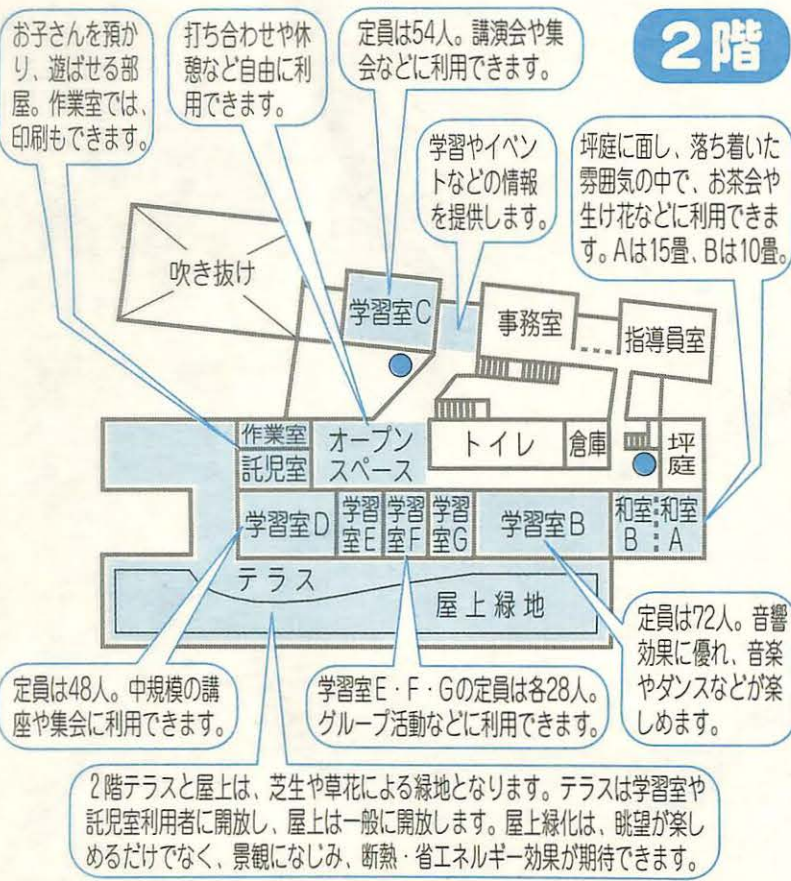 2階
お子さんを預か
り、遊ばせる部
屋。作業室では、
印刷もできます。
打ち合わせや休
憩など自由に利
用できます。
定員は54人。講演会や集
会などに利用できます。
学習やイベン
トなどの情報
を提供します。
坪庭に面し、落ち着いた
雰囲気の中で、お茶会や
生け花などに利用できま
す。Aは15畳、Bは10畳。
吹き抜け
学習室C
事務室
指導員室
作業室
託児室
オープン
スペース
トイレ
倉庫
坪
庭
学習室D
学習
室E
学習
室F
学習
室G
学習室B
和室
B
和室
A
テラス
屋上緑地
定員は48人。中規模の講
座や集会に利用できます。
学習室E・F・Gの定員は各28人。
グループ活動などに利用できます。
定員は72人。音響
効果に優れ、音楽
やダンスなどが楽
しめます。
2階テラスと屋上は、芝生や草花による緑地となります。テラスは学習室や
託児室利用者に開放し、屋上は一般に開放します。屋上緑化は、眺望が楽し
めるだけでなく、景観になじみ、断熱・省エネルギー効果が期待できます。